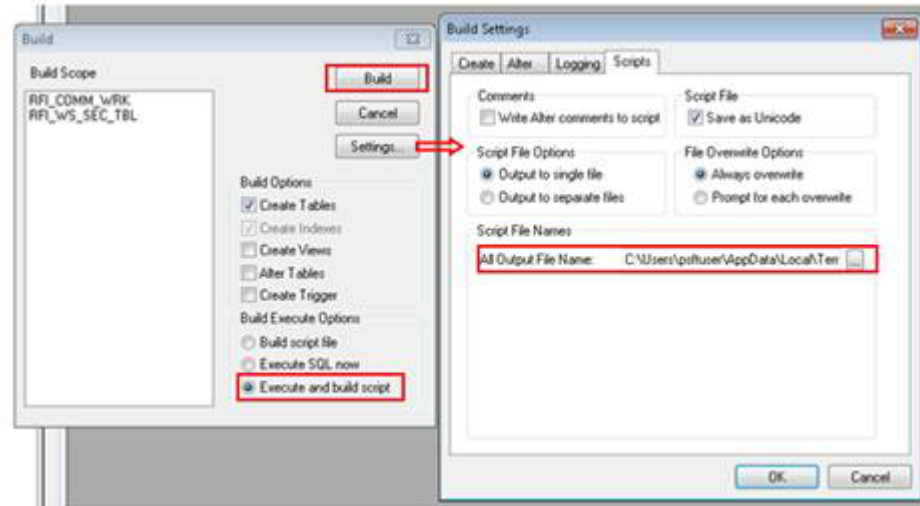 Build
Build Scope
RFI_COMM_WRK
RFI_WS_SEC_TBL
Build
Cancel
Settings...
Build Options
Create Tables
Create Indexes
Create Views
Alter Tables
Create Trigger
Build Execute Options
Build script file
Execute SQL now
Execute and build script
Build Settings
Create Alter Logging Scripts
Comments
Write Alter comments to script
Script File
Save as Unicode
Script File Options
Output to single file
Output to separate files
File Overwrite Options
Always overwrite
Prompt for each overwrite
Script File Names
All Output File Name: C:\Users\psftuser\AppData\Local\Tem ...
OK Cancel